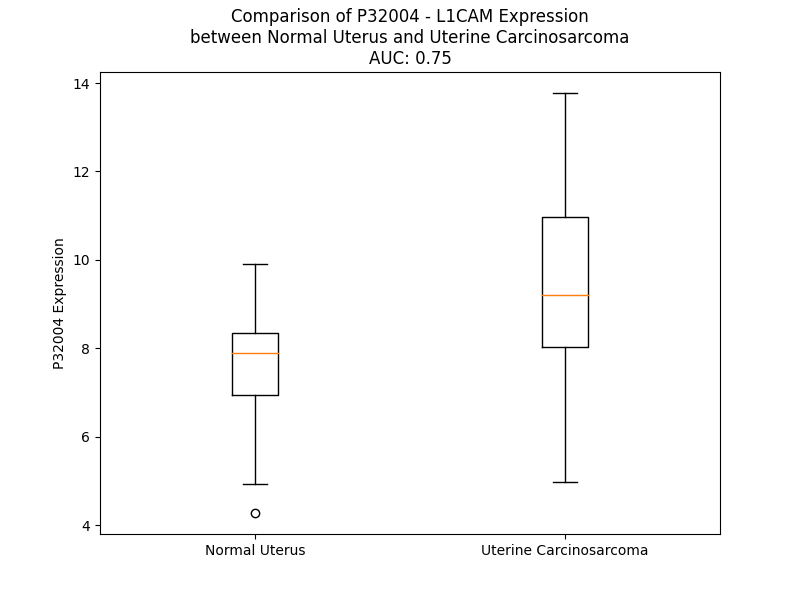 Comparison of P32004 - L1CAM Expression
between Normal Uterus and Uterine Carcinosarcoma
AUC: 0.75
14
12
10
8
6
4
P32004 Expression
Normal Uterus
Uterine Carcinosarcoma